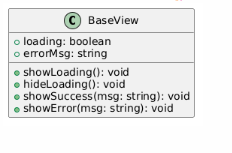 C BaseView
loading: boolean
errorMsg: string
showLoading(): void
hideLoading(): void
showSuccess(msg: string): void
showError(msg: string): void